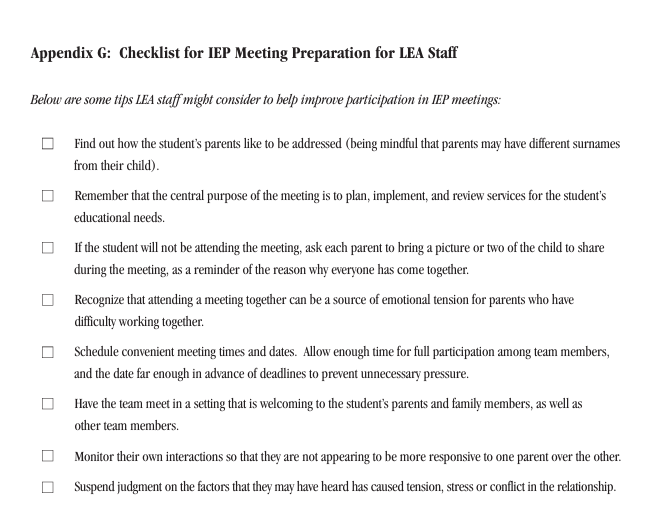 Appendix G:  Checklist for IEP Meeting Preparation for LEA Staff
Below are some tips LEA staff might consider to help improve participation in IEP meetings:
Find out how the student's parents like to be addressed (being mindful that parents may have different surnames
from their child).
Remember that the central purpose of the meeting is to plan, implement, and review services for the student's
educational needs.
If the student will not be attending the meeting, ask each parent to bring a picture or two of the child to share
during the meeting, as a reminder of the reason why everyone has come together.
Recognize that attending a meeting together can be a source of emotional tension for parents who have
difficulty working together.
Schedule convenient meeting times and dates.  Allow enough time for full participation among team members,
and the date far enough in advance of deadlines to prevent unnecessary pressure.
Have the team meet in a setting that is welcoming to the student's parents and family members, as well as
other team members.
Monitor their own interactions so that they are not appearing to be more responsive to one parent over the other.
Suspend judgment on the factors that they may have heard has caused tension, stress or conflict in the relationship.